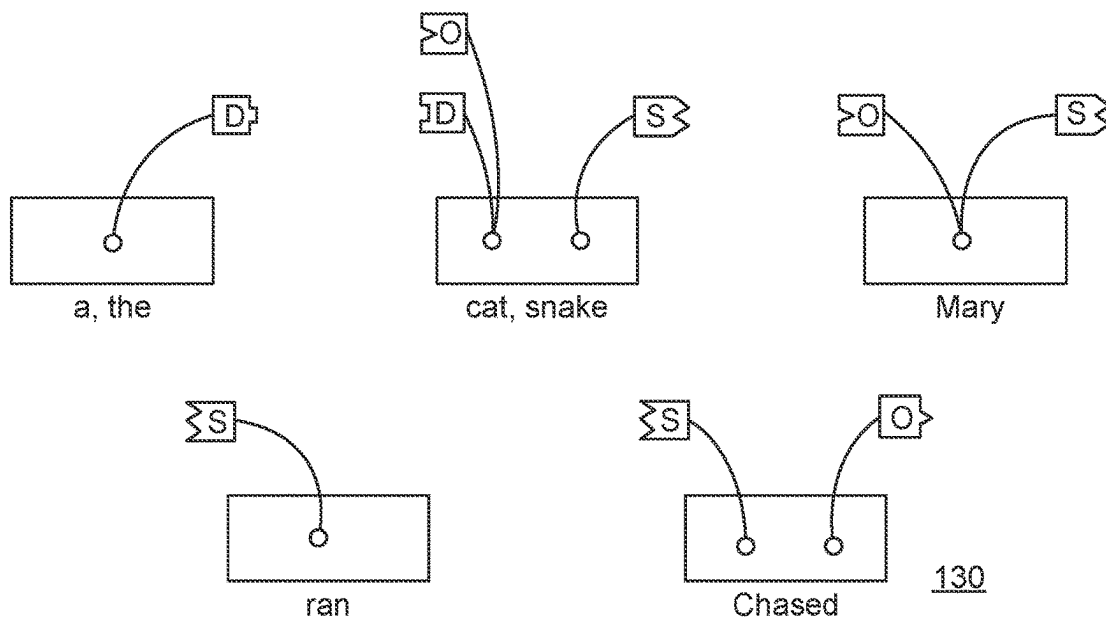 O
D
D
S
O
S
a, the
cat, snake
Mary
S
S
O
ran
Chased
130